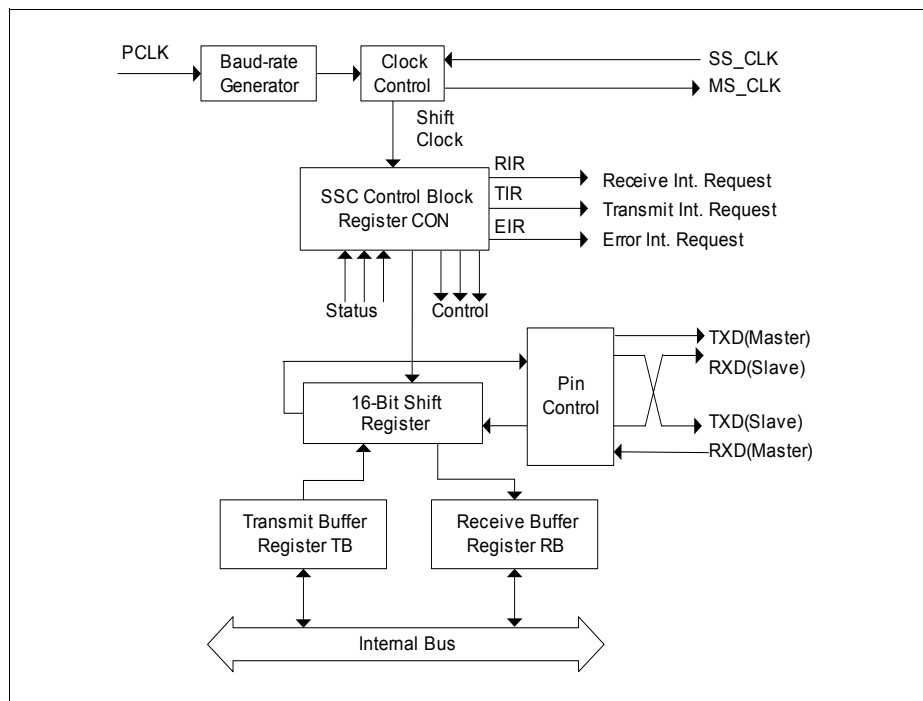 PCLK
Baud-rate
Generator
Clock
Control
SS_CLK
MS_CLK
Shift
Clock
SSC Control Block
Register CON
RIR
TIR
EIR
Receive Int. Request
Transmit Int. Request
Error Int. Request
Status
Control
Pin
Control
TXD(Master)
RXD(Slave)
TXD(Slave)
RXD(Master)
16-Bit Shift
Register
Transmit Buffer
Register TB
Receive Buffer
Register RB
Internal Bus